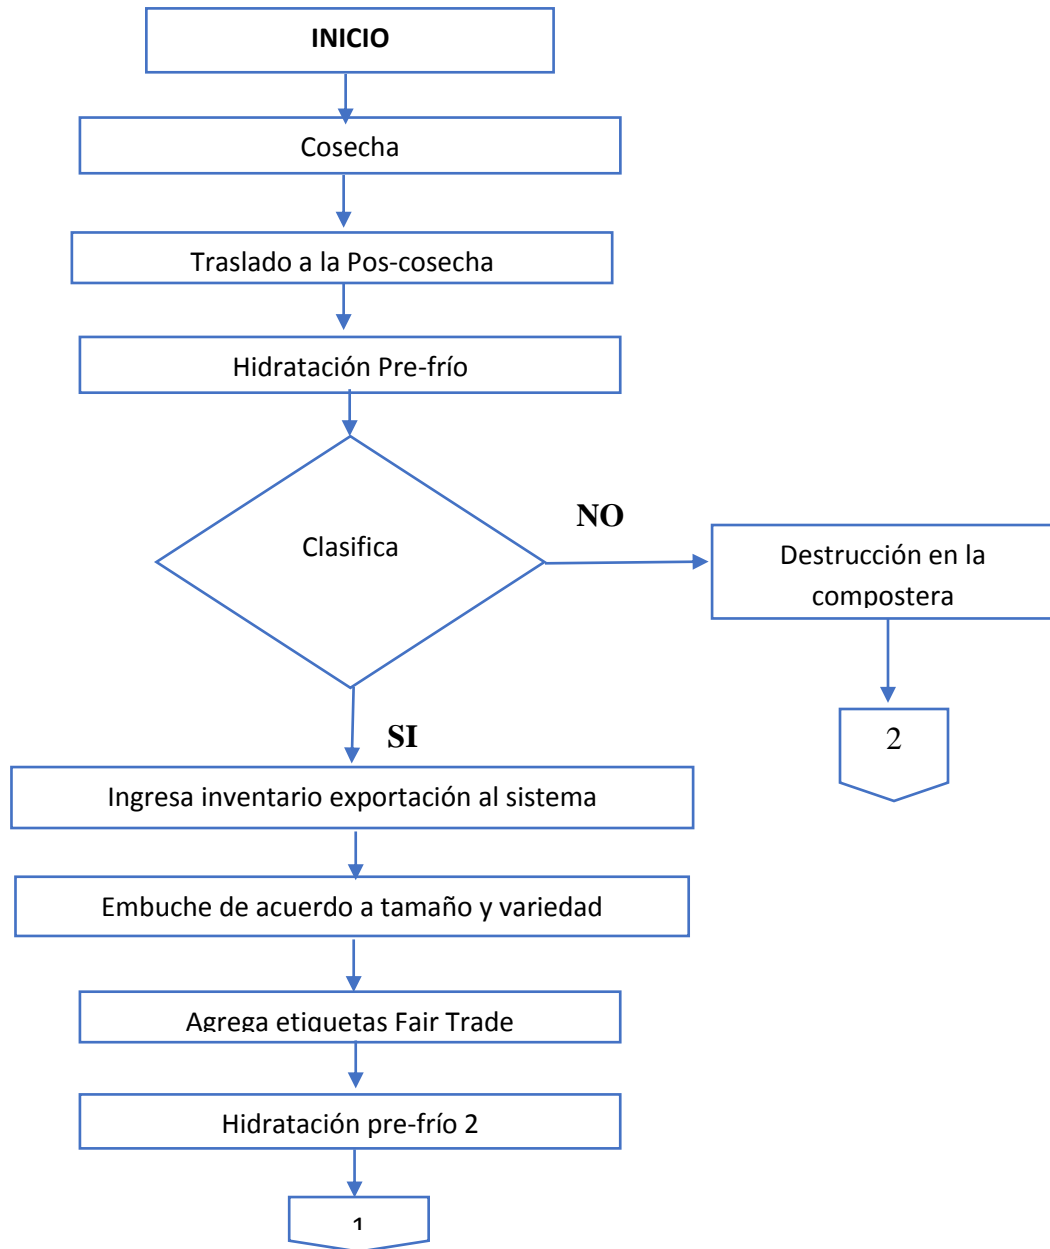 INICIO
Cosecha
Traslado a la Pos-cosecha
Hidratación Pre-frío
Clasifica
NO
Destrucción en la
compostera
2
SI
Ingresa inventario exportación al sistema
Embuche de acuerdo a tamaño y variedad
Agrega etiquetas Fair Trade
Hidratación pre-frío 2
1